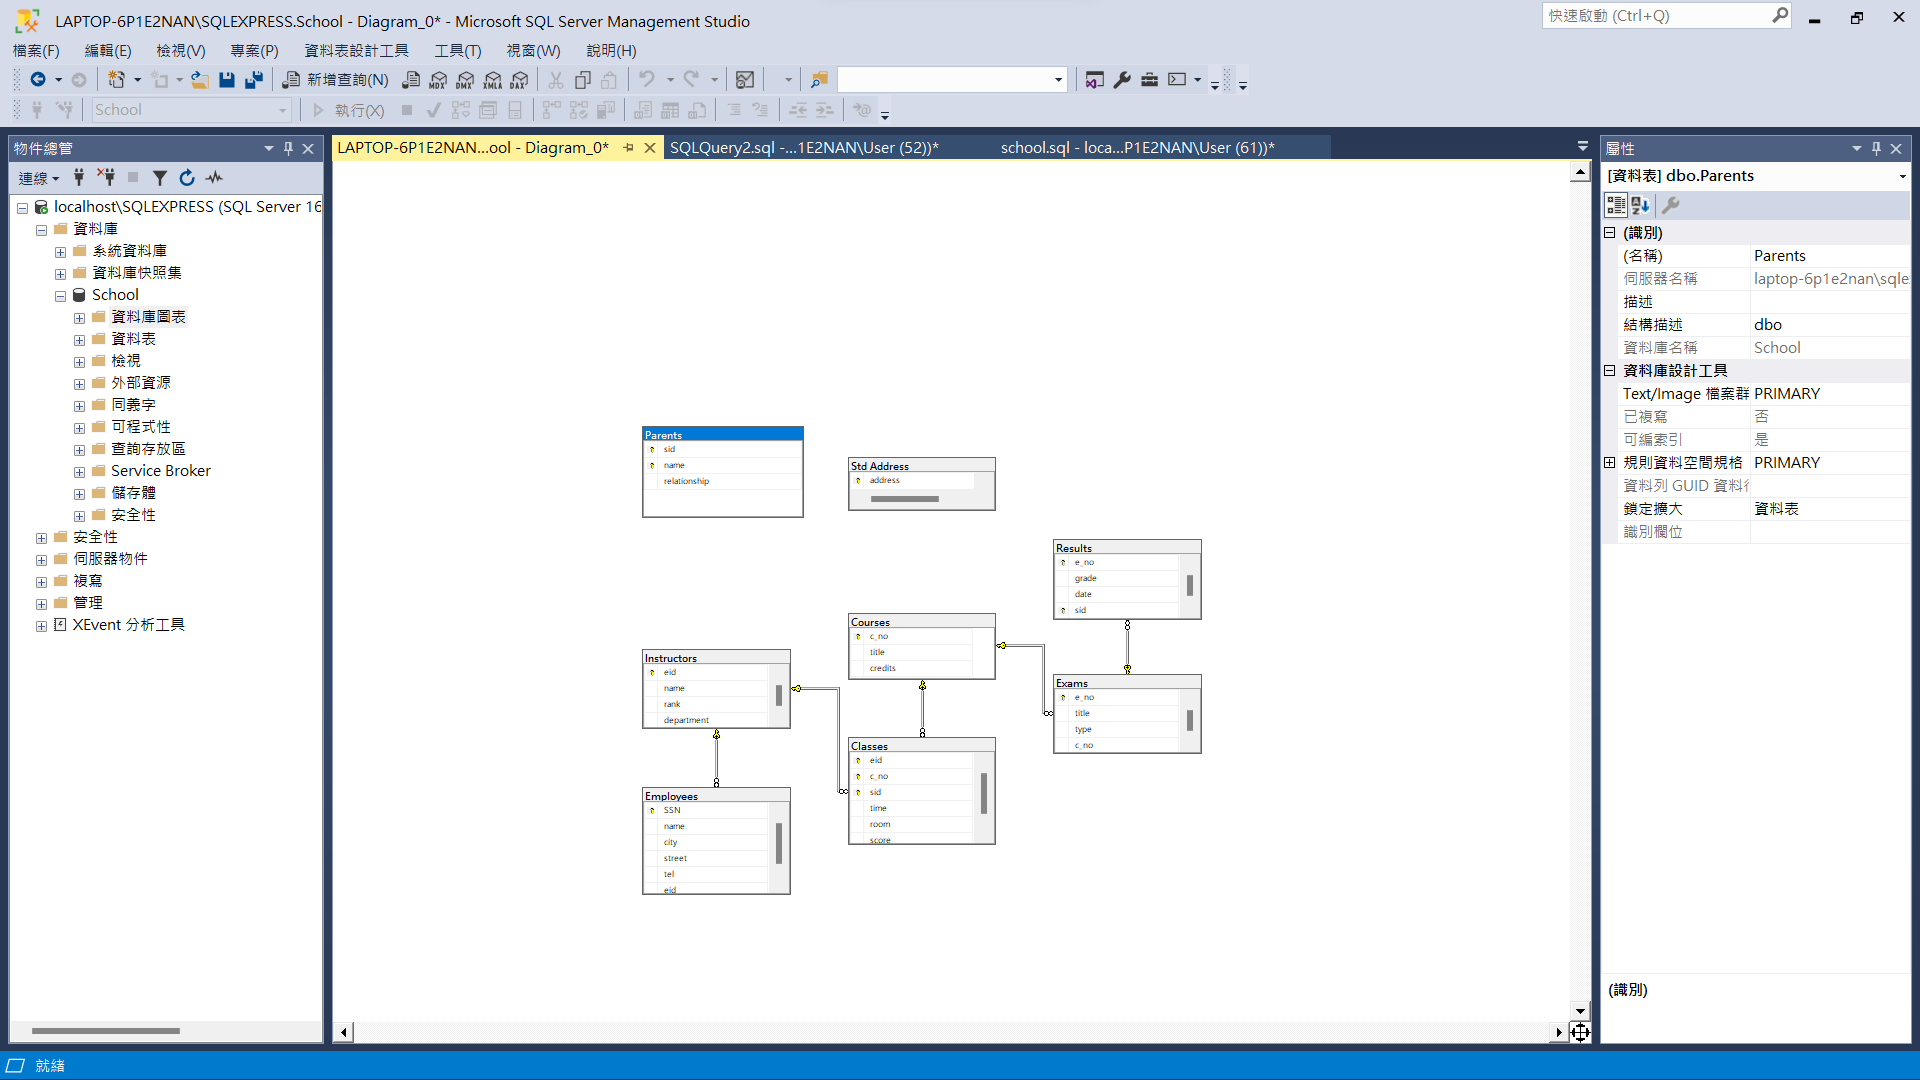 LAPTOP-6P1E2NAN\SQLEXPRESS.School - Diagram_0* - Microsoft SQL Server Management Studio
快速啟動 (Ctrl+Q)
檔案(F) 編輯(E) 檢視(V) 專案(P) 資料表設計工具 工具(T) 視窗(W) 說明(H)
新增查詢(N) MDX DMX XMLA DAX
School 執行(X)
物件總管
連線
localhost\SQLEXPRESS (SQL Server 16
資料庫
系統資料庫
資料庫快照集
School
資料庫圖表
資料表
檢視
外部資源
同義字
可程式性
查詢存放區
Service Broker
儲存體
安全性
安全性
伺服器物件
複寫
管理
XEvent 分析工具
LAPTOP-6P1E2NAN...ool - Diagram_0* SQLQuery2.sql -...1E2NAN\User (52))* school.sql - loca...P1E2NAN\User (61))*
Parents
sid
name
relationship
Std Address
address
Results
e_no
grade
date
sid
Courses
c_no
title
credits
Instructors
eid
name
rank
department
Exams
e_no
title
type
c_no
Classes
eid
c_no
sid
time
room
score
Employees
SSN
name
city
street
tel
eid
屬性
[資料表] dbo.Parents
(識別)
(名稱) Parents
伺服器名稱 laptop-6p1e2nan\sqle
描述
結構描述 dbo
資料庫名稱 School
資料庫設計工具
Text/Image 檔案群 PRIMARY
已複寫 否
可編索引 是
規則資料空間規格 PRIMARY
資料列 GUID 資料行
鎖定擴大 資料表
識別欄位
(識別)
就緒